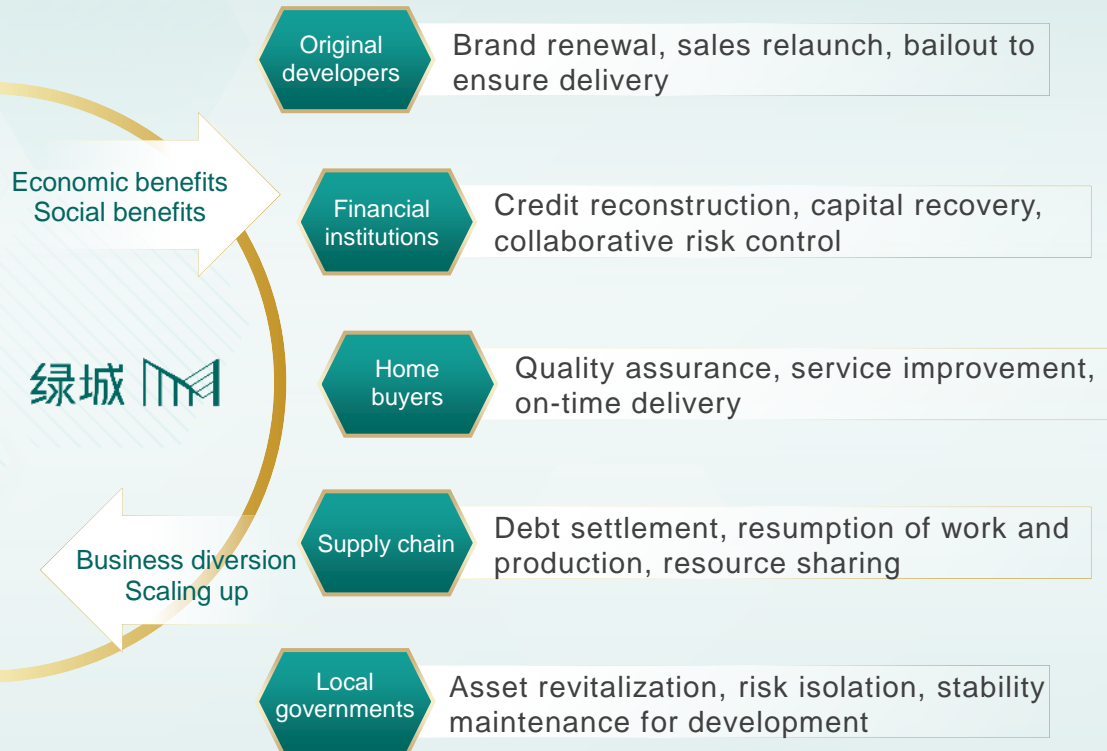 Original
developers
Brand renewal, sales relaunch, bailout to
ensure delivery
Economic benefits
Social benefits
Financial
institutions
Credit reconstruction, capital recovery,
collaborative risk control
绿城
Home
buyers
Quality assurance, service improvement,
on-time delivery
Business diversion
Scaling up
Supply chain
Debt settlement, resumption of work and
production, resource sharing
Local
governments
Asset revitalization, risk isolation, stability
maintenance for development